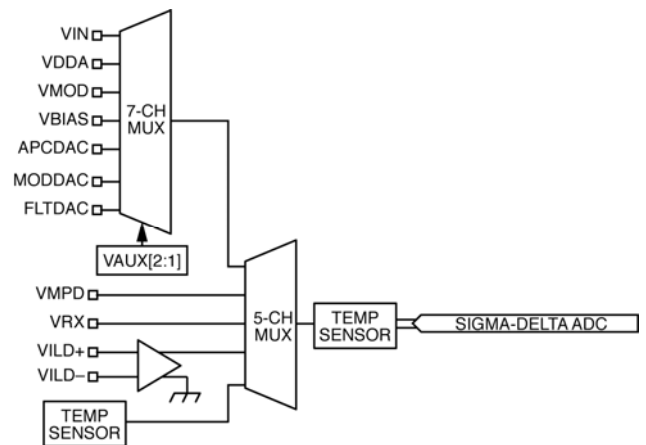 VIN
VDDA
VMOD
VBIAS
APCDAC
MODDAC
FLTDAC
7-CH
MUX
VAUX[2:1]
VMPD
VRX
VILD+
VILD–
TEMP
SENSOR
5-CH
MUX
TEMP
SENSOR
SIGMA-DELTA ADC